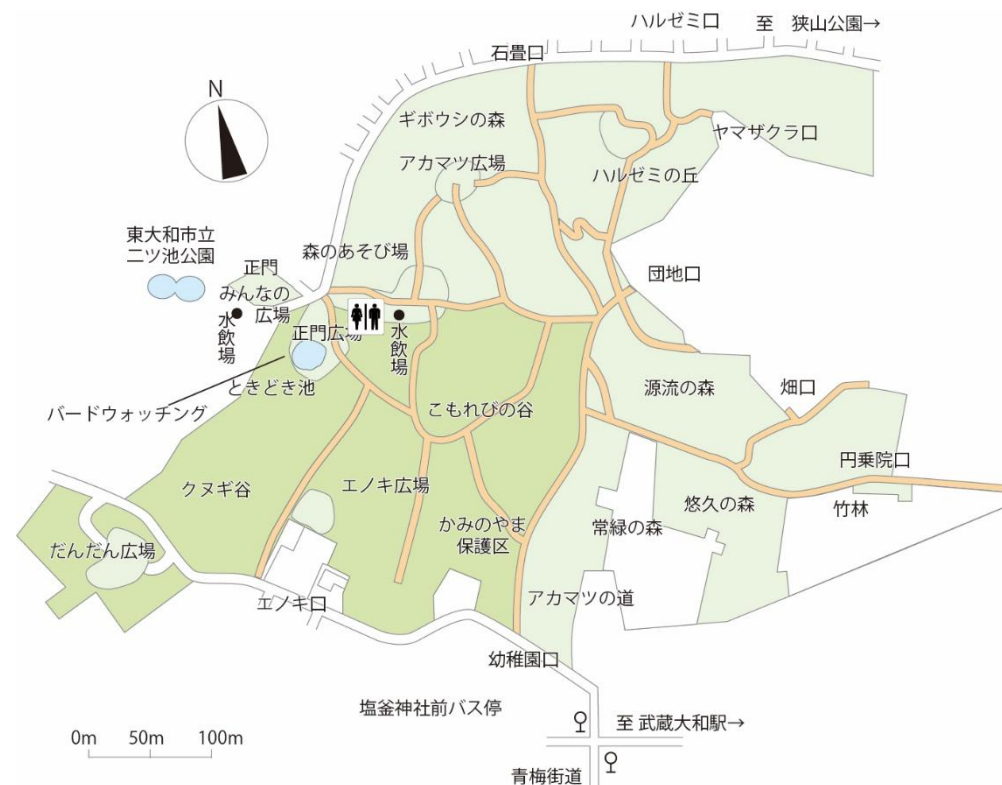 ハルゼミ口
至 狭山公園→
石畳口
N
ギボウシの森
ヤマザクラ口
アカマツ広場
ハルゼミの丘
東大和市立
二ツ池公園
森のあそび場
正門
団地口
みんなの
広場
水飲場
正門広場
水飲場
ときどき池
源流の森
畑口
バードウォッチング
こもれびの谷
円乗院口
クヌギ谷
エノキ広場
悠久の森
竹林
かみのやま
保護区
常緑の森
だんだん広場
エノキ口
アカマツの道
幼稚園口
塩釜神社前バス停
至 武蔵大和駅→
0m 50m 100m
青梅街道